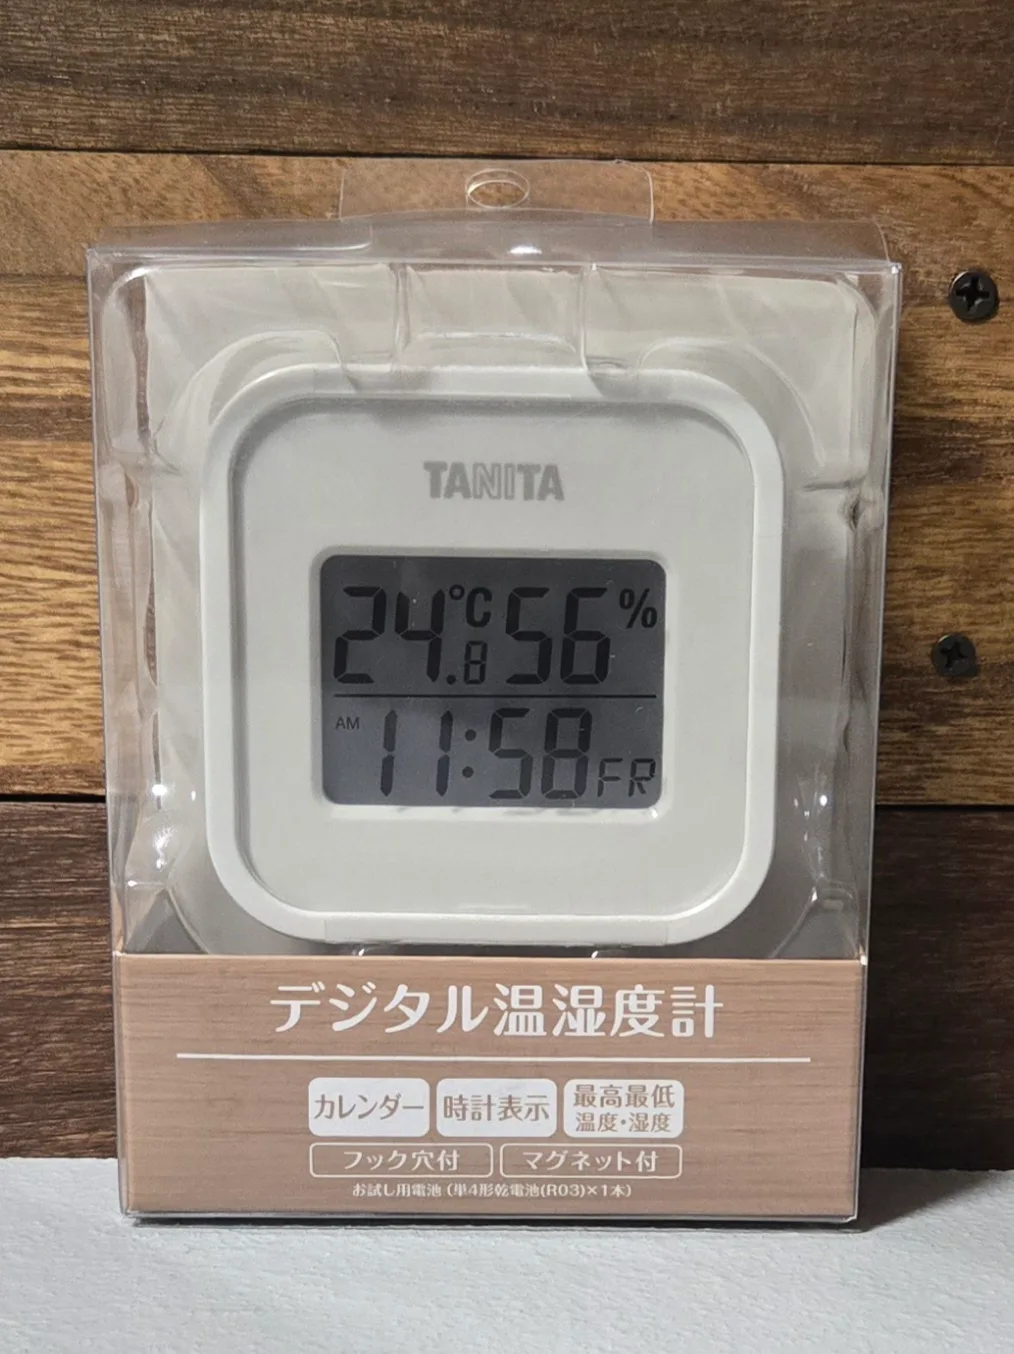 TANITA
24.8℃ 56%
AM 11:58 FR
デジタル温湿度計
カレンダー 時計表示 最高最低
温度・湿度
フック穴付 マグネット付
お試し用電池(単4形乾電池(R03)×1本)